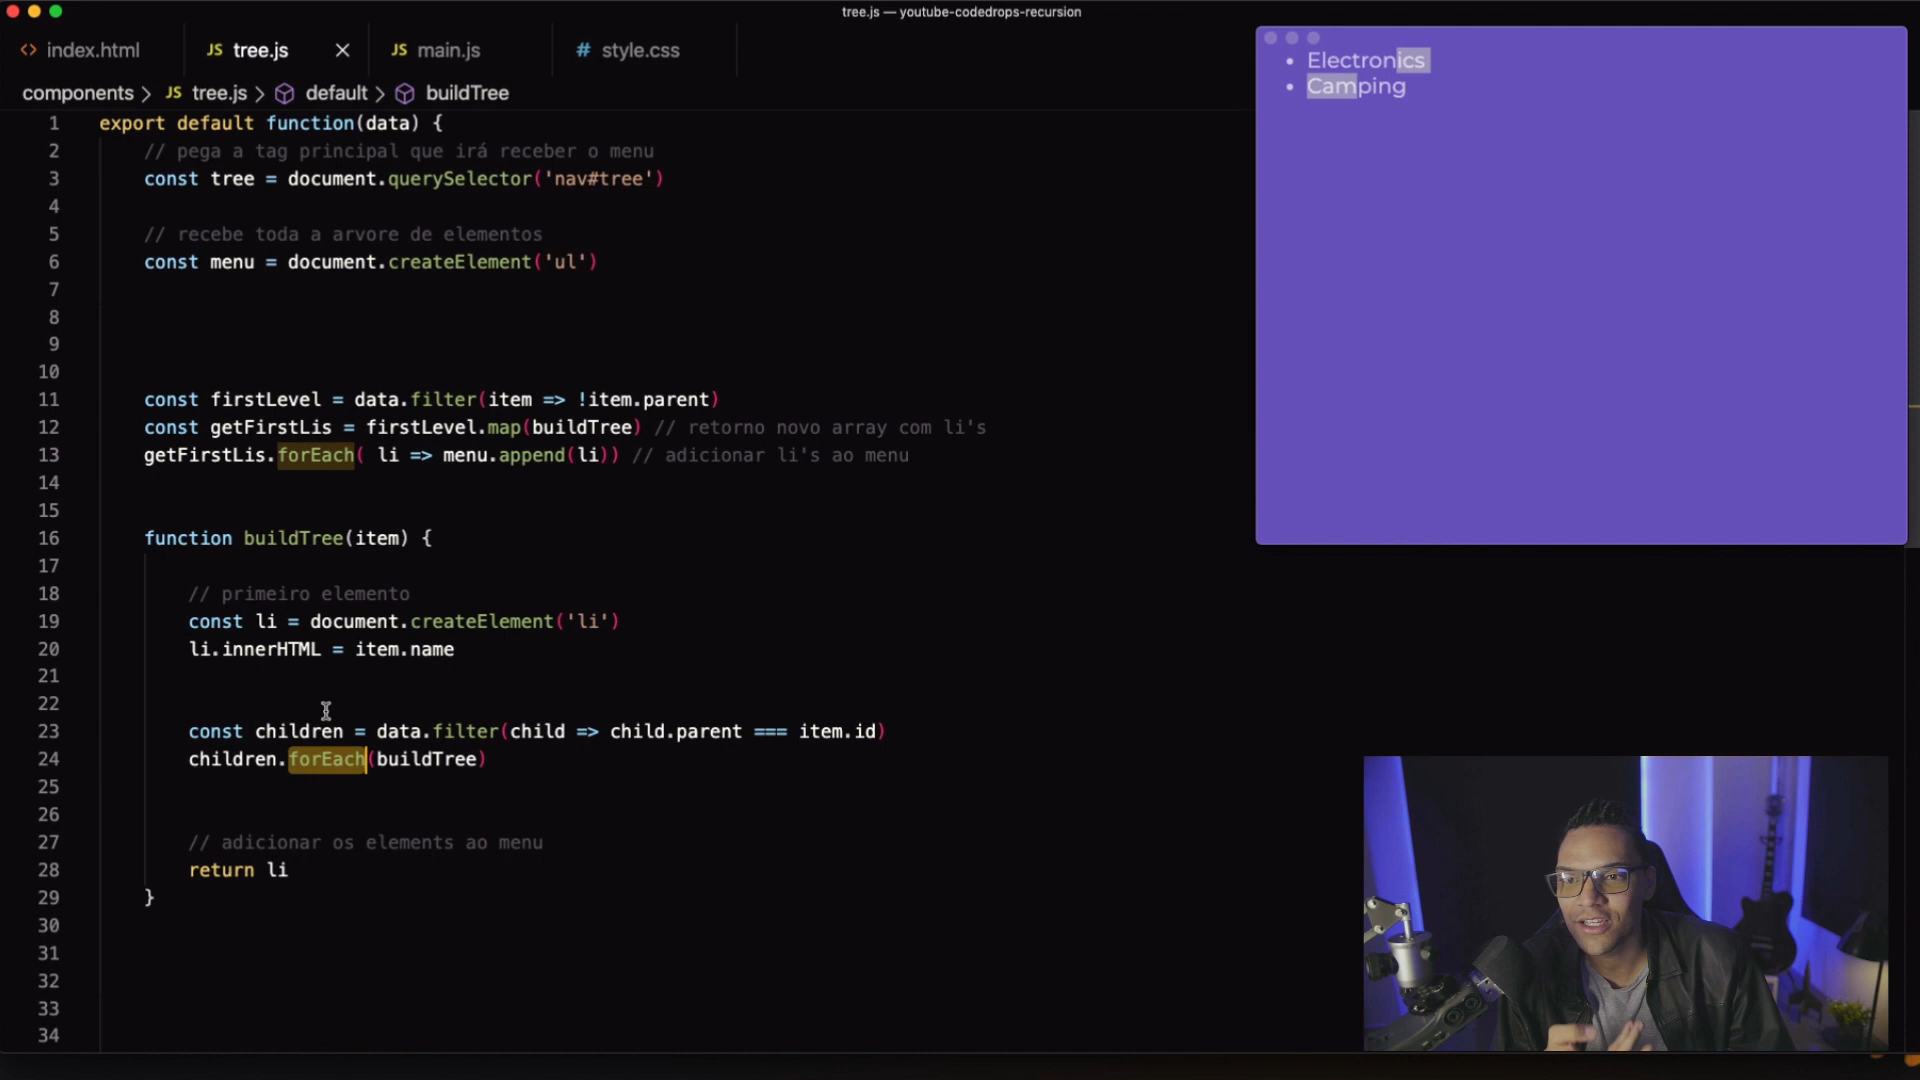 tree.js — youtube-codedrops-recursion
index.html
JS tree.js
JS main.js
# style.css
components > JS tree.js > default > buildTree
1 export default function(data) {
2 // pega a tag principal que irá receber o menu
3 const tree = document.querySelector('nav#tree')
4
5 // recebe toda a arvore de elementos
6 const menu = document.createElement('ul')
7
8
9
10
11 const firstLevel = data.filter(item => !item.parent)
12 const getFirstLis = firstLevel.map(buildTree) // retorno novo array com li's
13 getFirstLis.forEach( li => menu.append(li)) // adicionar li's ao menu
14
15
16 function buildTree(item) {
17
18 // primeiro elemento
19 const li = document.createElement('li')
20 li.innerHTML = item.name
21
22
23 const children = data.filter(child => child.parent === item.id)
24 children.forEach(buildTree)
25
26
27 // adicionar os elements ao menu
28 return li
29 }
30
31
32
33
34
• Electronics
• Camping